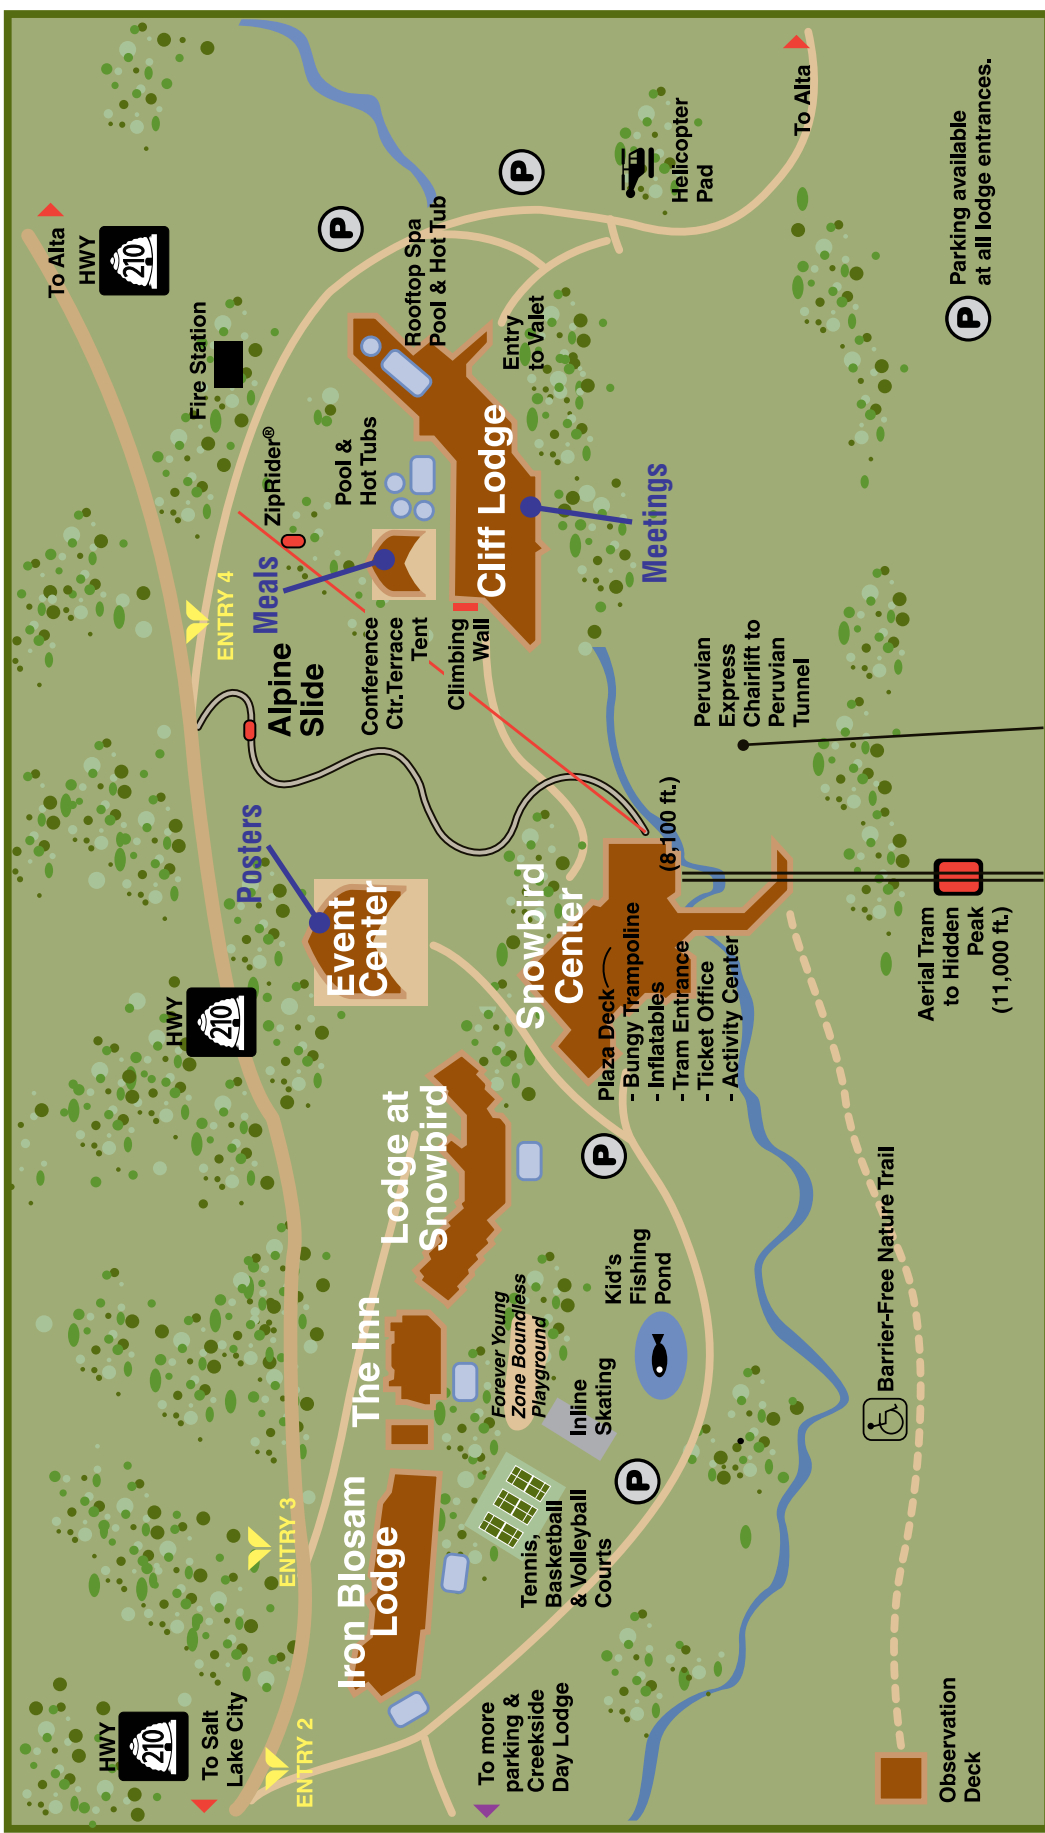 HWY
210
To Salt
Lake City
ENTRY 2
ENTRY 3
HWY
210
ENTRY 4
To Alta
HWY
210
Fire Station
ZipRider®
Meals
Alpine
Slide
Posters
Event
Center
Pool &
Hot Tubs
Rooftop Spa
Pool & Hot Tub
Conference
Ctr. Terrace
Tent
Climbing
Wall
Cliff Lodge
Entry
to Valet
Meetings
P
P
Helicopter
Pad
To Alta
P
Parking available
at all lodge entrances.
Iron Blosam
Lodge
The Inn
Lodge at
Snowbird
Snowbird
Center
Plaza Deck
- Bungy Trampoline
- Inflatables
- Tram Entrance
- Ticket Office
- Activity Center
(8,100 ft.)
Peruvian
Express
Chairlift to
Peruvian
Tunnel
Aerial Tram
to Hidden
Peak
(11,000 ft.)
Forever Young
Zone Boundless
Playground
Inline
Skating
Kid's
Fishing
Pond
P
P
Tennis,
Basketball
& Volleyball
Courts
To more
parking &
Creekside
Day Lodge
Barrier-Free Nature Trail
Observation
Deck